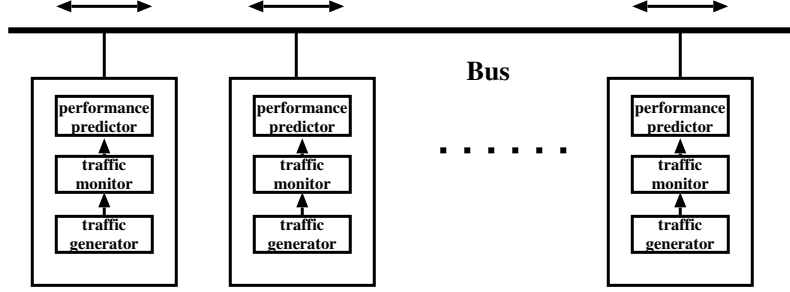 Bus
performance
predictor
traffic
monitor
traffic
generator
performance
predictor
traffic
monitor
traffic
generator
performance
predictor
traffic
monitor
traffic
generator